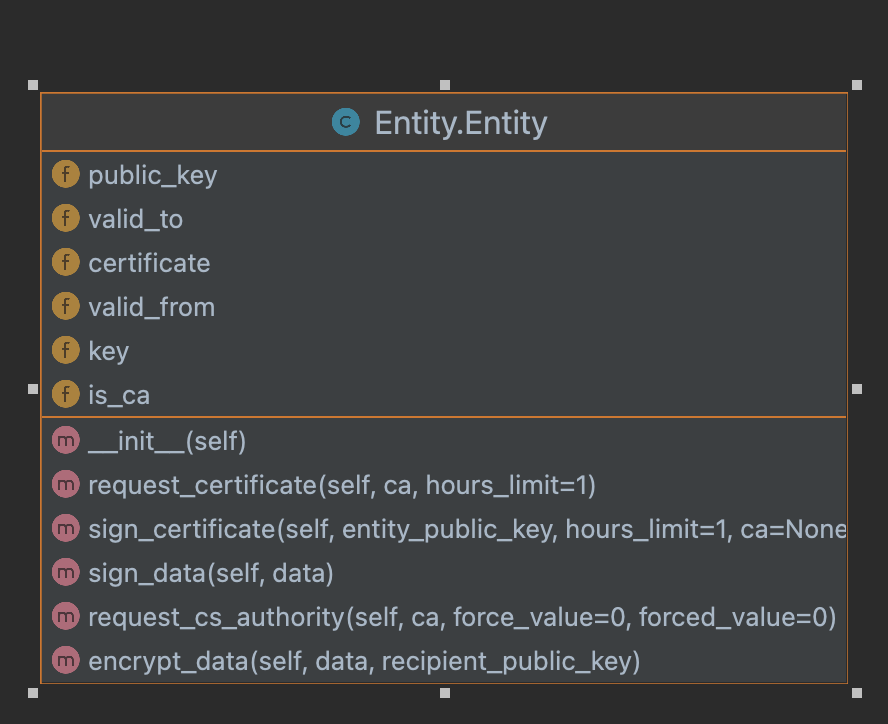 C Entity.Entity
f public_key
f valid_to
f certificate
f valid_from
f key
f is_ca
m __init__(self)
m request_certificate(self, ca, hours_limit=1)
m sign_certificate(self, entity_public_key, hours_limit=1, ca=None
m sign_data(self, data)
m request_cs_authority(self, ca, force_value=0, forced_value=0)
m encrypt_data(self, data, recipient_public_key)